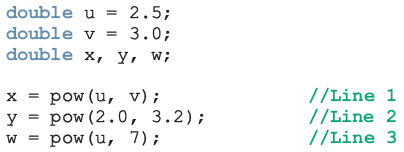 double u = 2.5;
double v = 3.0;
double x, y, w;
x = pow(u, v); //Line 1
y = pow(2.0, 3.2); //Line 2
w = pow(u, 7); //Line 3